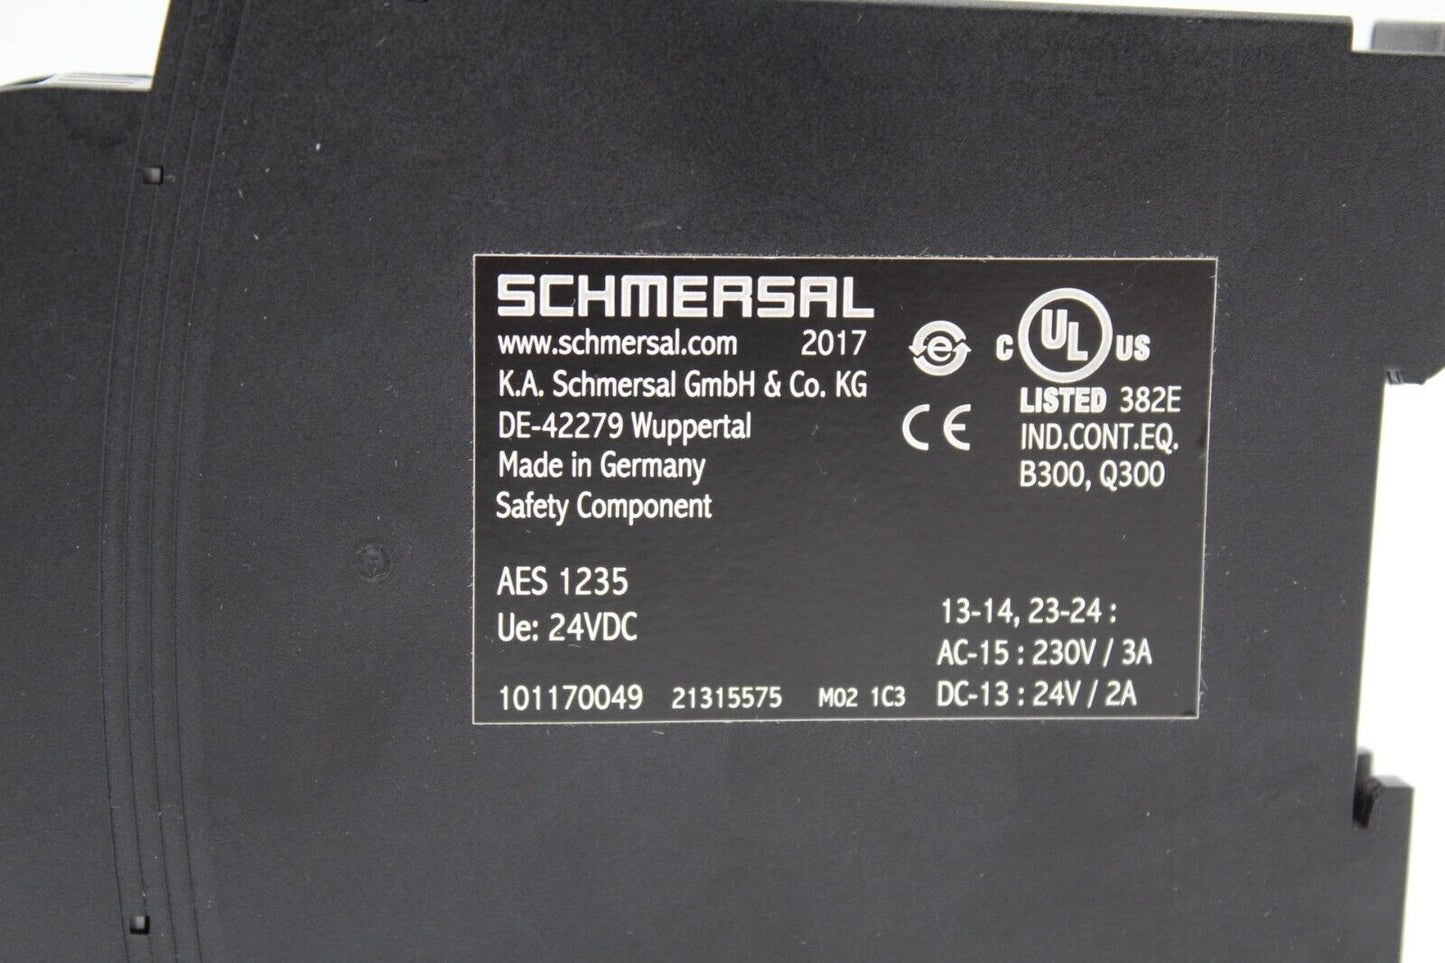 SCHMERSAL
www.schmersal.com 2017
K.A. Schmersal GmbH & Co. KG
DE-42279 Wuppertal
Made in Germany
Safety Component
e
CE
C UL US
LISTED 382E
IND.CONT.EQ.
B300, Q300
AES 1235
Ue: 24VDC
101170049 21315575 M02 1C3
13-14, 23-24 :
AC-15 : 230V / 3A
DC-13 : 24V / 2A